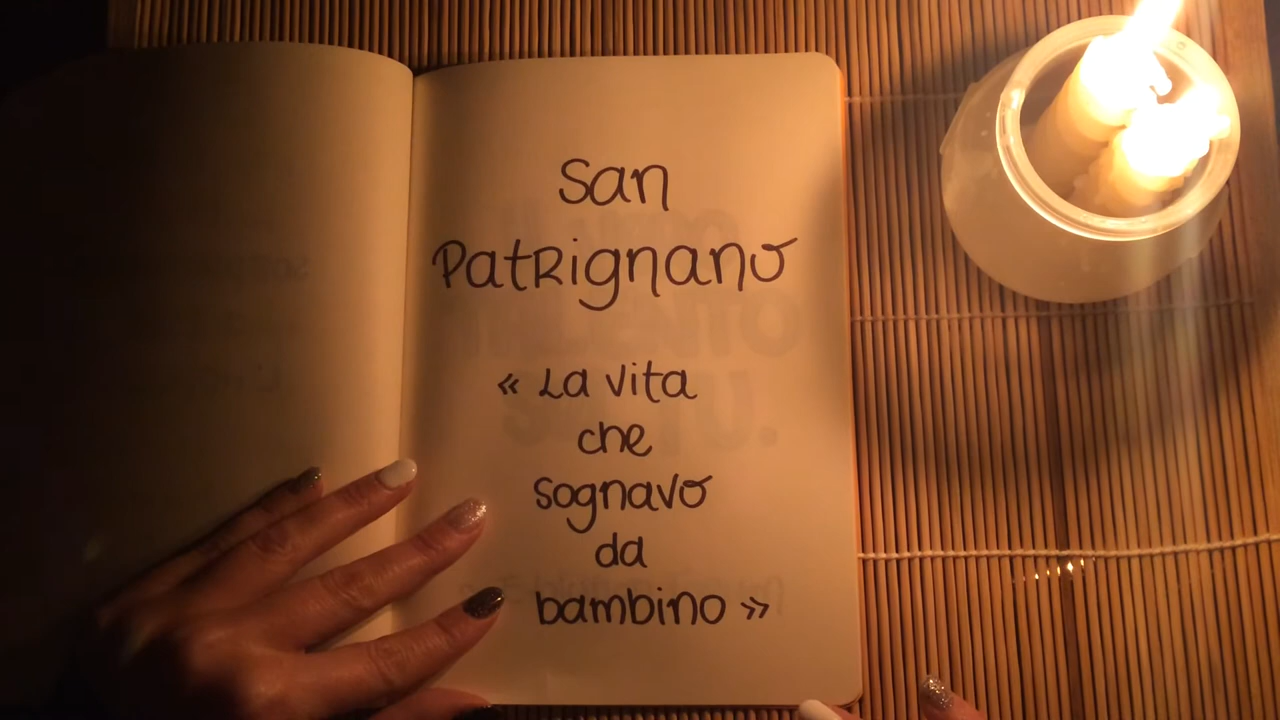 San
Patrignano
« La vita
che
sognavo
da
bambino »